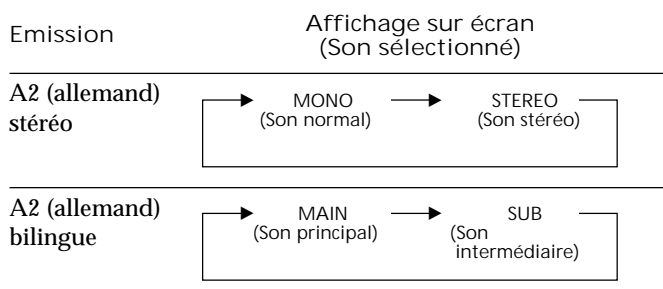 Emission
Affichage sur écran
(Son sélectionné)
A2 (allemand)
stéréo
MONO
(Son normal)
STEREO
(Son stéréo)
A2 (allemand)
bilingue
MAIN
(Son principal)
SUB
(Son
intermédiaire)